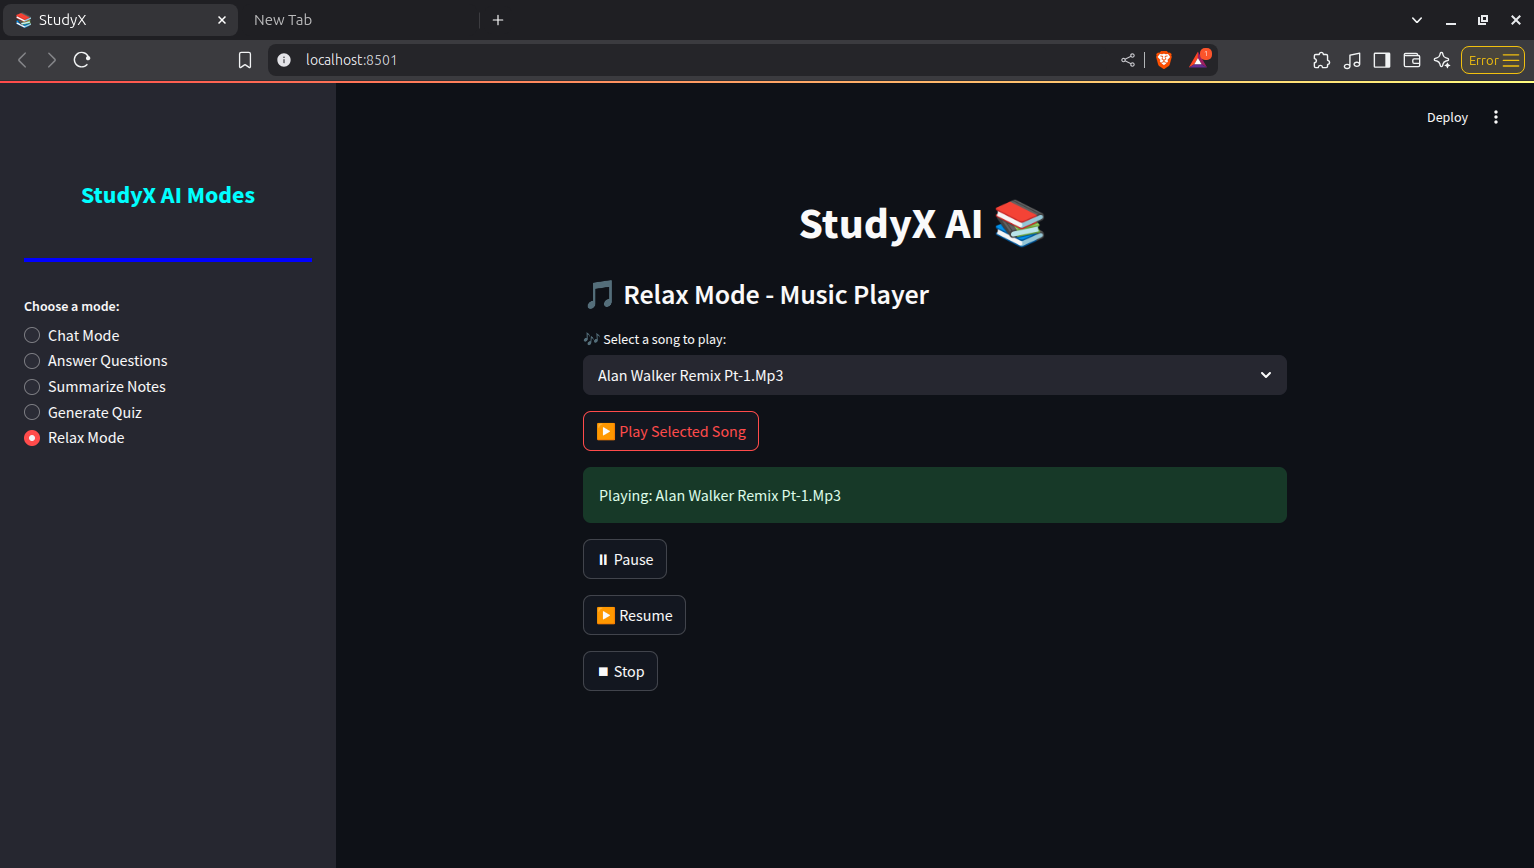 StudyX
New Tab
localhost:8501
1
Error
Deploy
StudyX AI Modes
Choose a mode:
Chat Mode
Answer Questions
Summarize Notes
Generate Quiz
Relax Mode
StudyX AI 📚
🎵 Relax Mode - Music Player
🎶 Select a song to play:
Alan Walker Remix Pt-1.Mp3
▶️ Play Selected Song
Playing: Alan Walker Remix Pt-1.Mp3
⏸ Pause
▶️ Resume
⏹ Stop